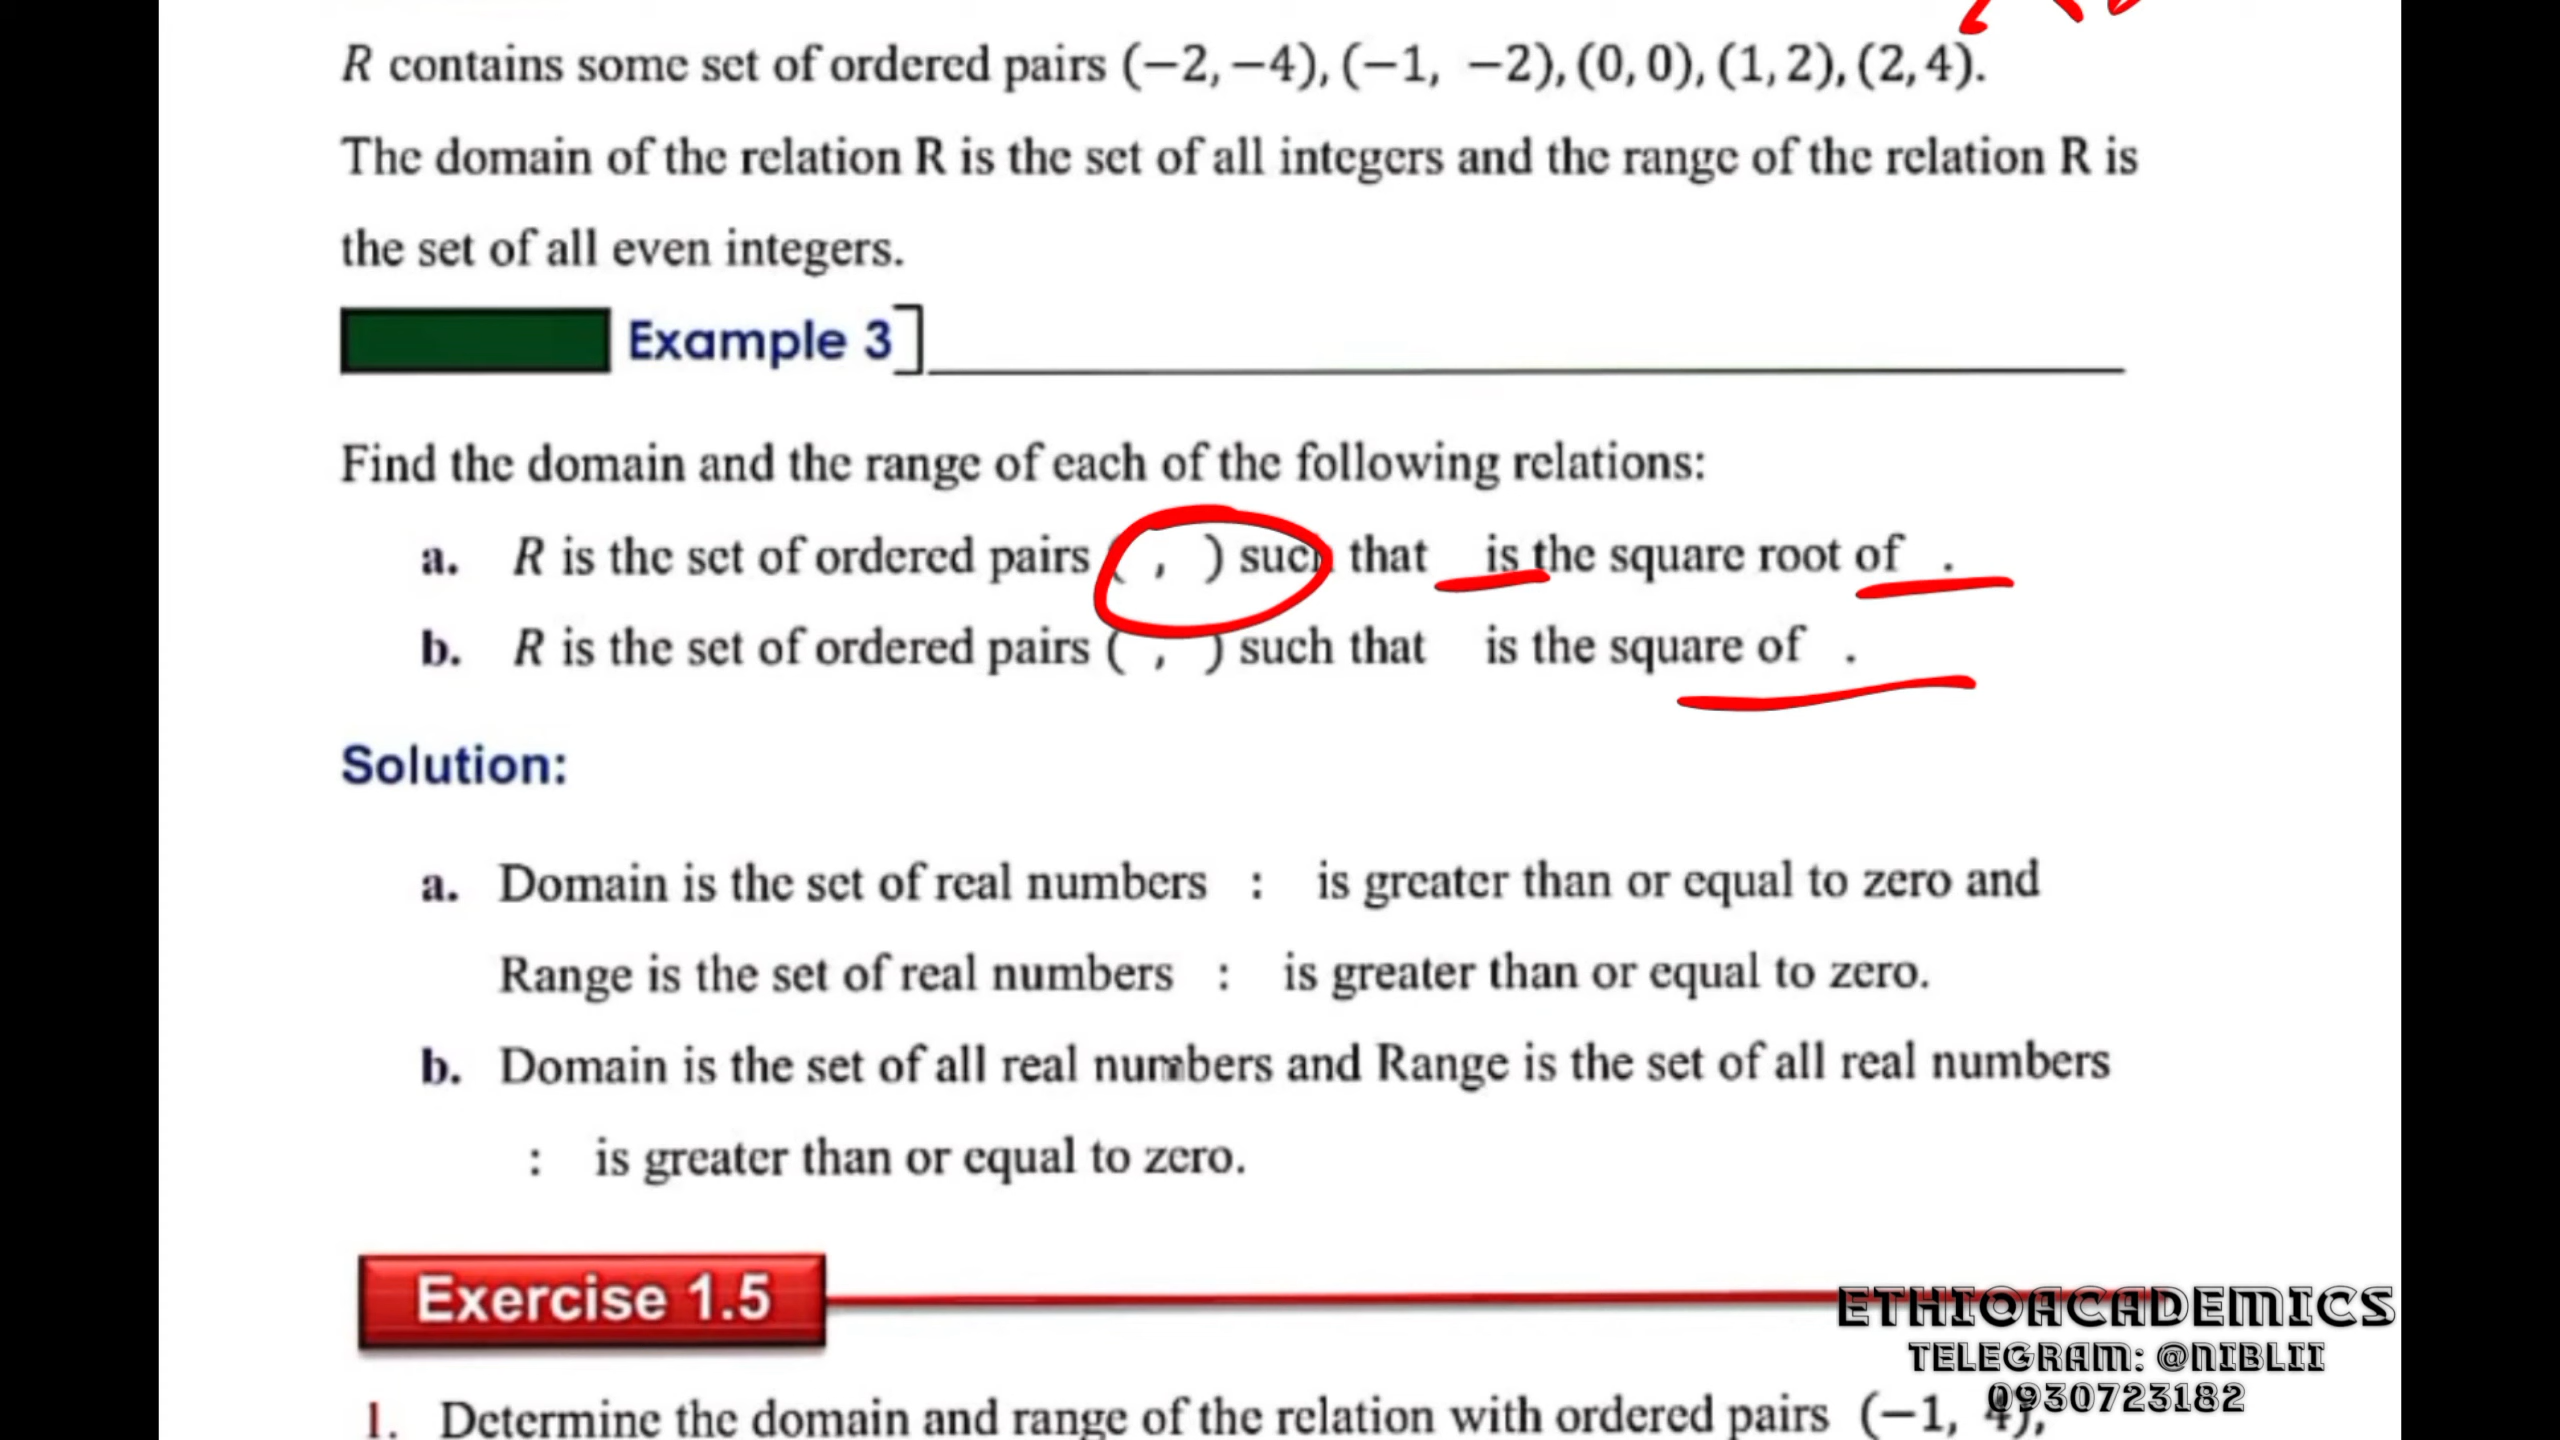 R contains some set of ordered pairs (−2, −4), (−1, −2), (0, 0), (1, 2), (2, 4).
The domain of the relation R is the set of all integers and the range of the relation R is
the set of all even integers.
Example 3
Find the domain and the range of each of the following relations:
a. R is the set of ordered pairs ( , ) such that is the square root of .
b. R is the set of ordered pairs ( , ) such that is the square of .
Solution:
a. Domain is the set of real numbers : is greater than or equal to zero and
Range is the set of real numbers : is greater than or equal to zero.
b. Domain is the set of all real numbers and Range is the set of all real numbers
: is greater than or equal to zero.
Exercise 1.5
ETHIOACADEMICS
TELEGRAM: @NIBLII
0930723182
1. Determine the domain and range of the relation with ordered pairs (−1, 4),